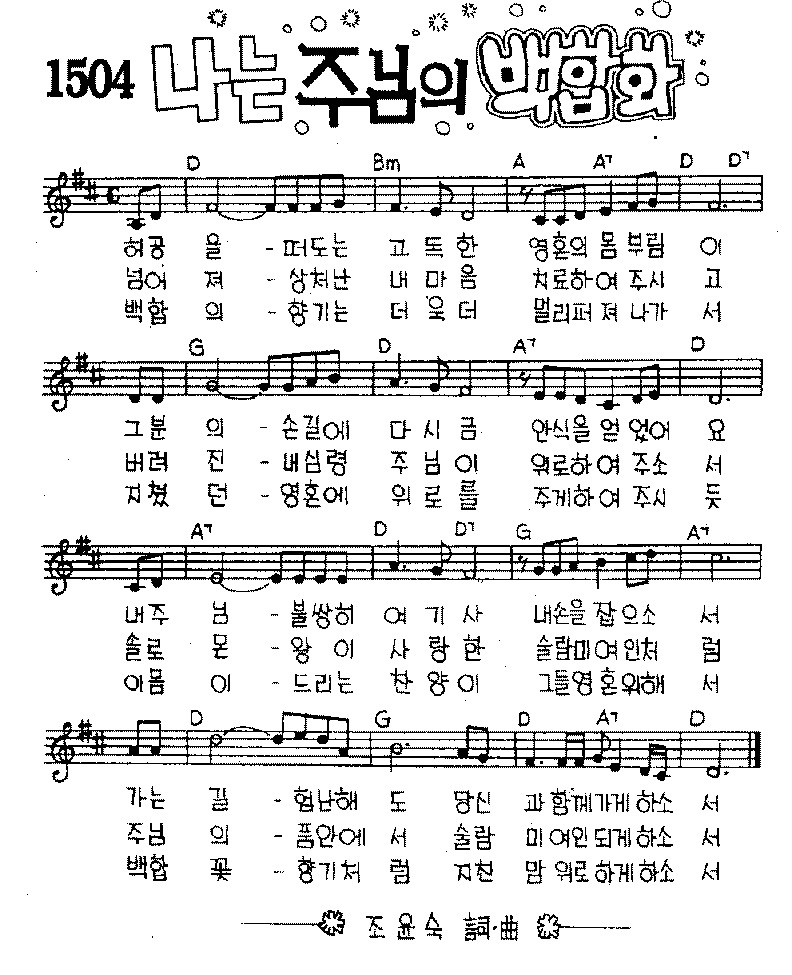 1504 나는 주님의 백합화
D Bm A A7 D D7
허공 을 - 떠도는 고 독한 영혼의 몸 부림 이
넘어 져 - 상처난 내 마음 치료하여 주시 고
백합 의 - 향기는 더 욱더 멀리퍼 져 나가 서
G D A7 D
그분 의 - 손길에 다 시 금 안식을 얻 었어 요
버려 진 - 내심령 주 님 이 위로하 여 주소 서
지쳤 던 - 영혼에 위 로 를 주게하여 주시 듯
A7 D D7 G A7
내주 님 - 불쌍히 여 기 사 내손을 잡 으소 서
솔로 몬 - 왕 이 사 랑 한 술람미여 인처 럼
아몸 이 - 드리는 찬 양 이 그들영 혼 위해 서
D G D A7 D
가는 길 - 험난해 도 당신 과 함께가게 하소 서
주님 의 - 품안에 서 술람 미 여인 되게하소 서
백합 꽃 - 향기처 럼 지친 맘 위로 하게하소 서
조 윤 숙 詞·曲